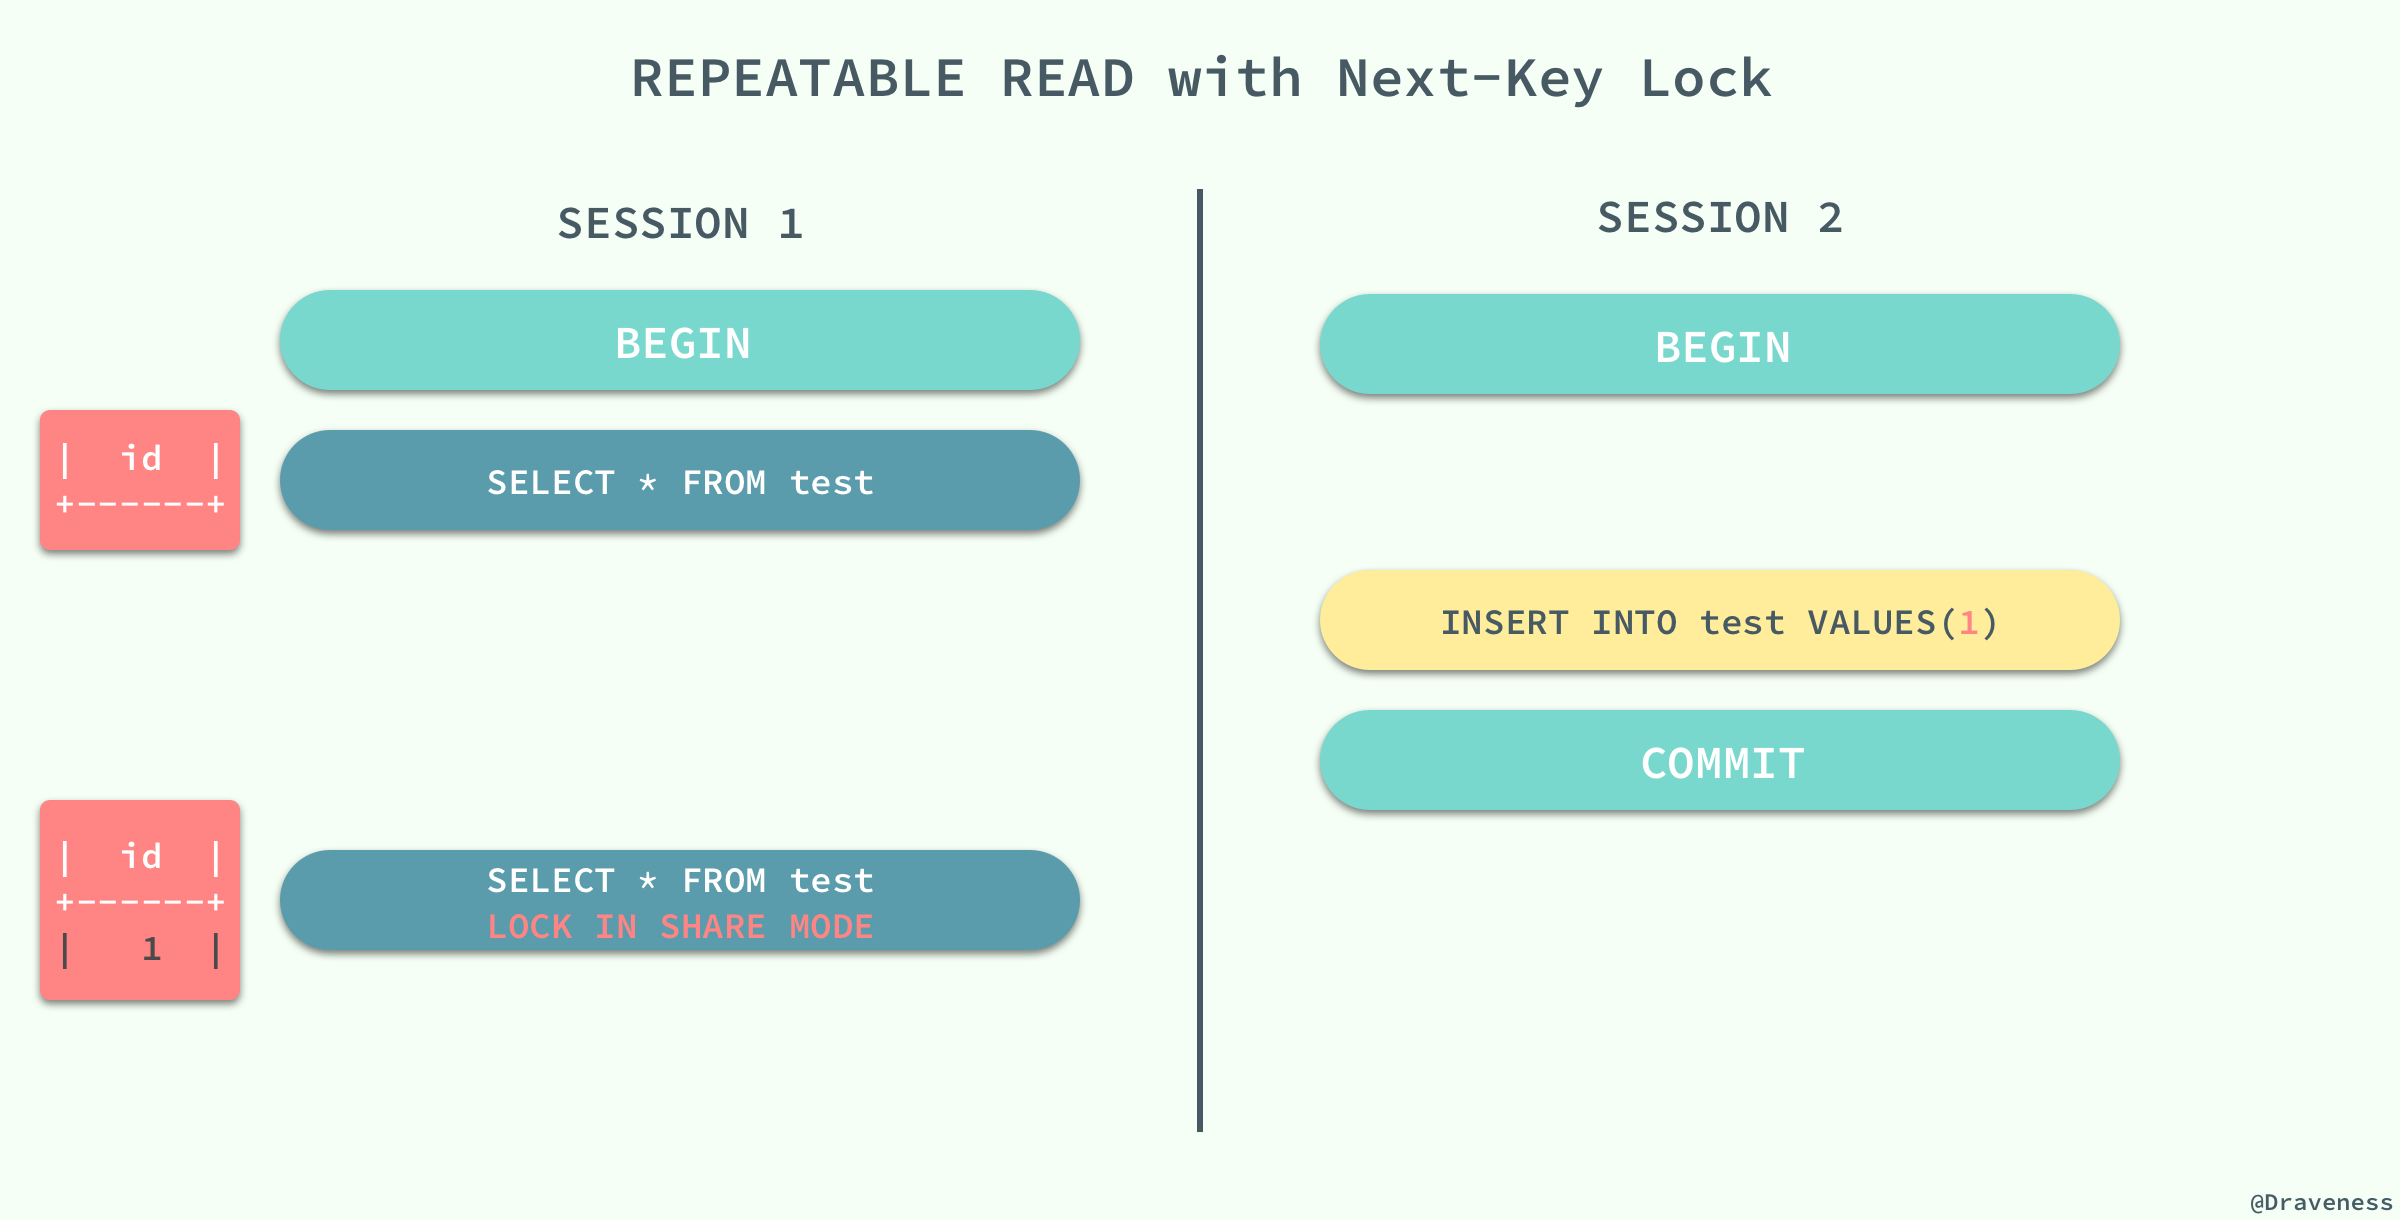 REPEATABLE READ with Next-Key Lock
SESSION 1
BEGIN
| id |
+------+
SELECT * FROM test
| id |
+------+
| 1 |
SELECT * FROM test
LOCK IN SHARE MODE
SESSION 2
BEGIN
INSERT INTO test VALUES(1)
COMMIT
@Draveness